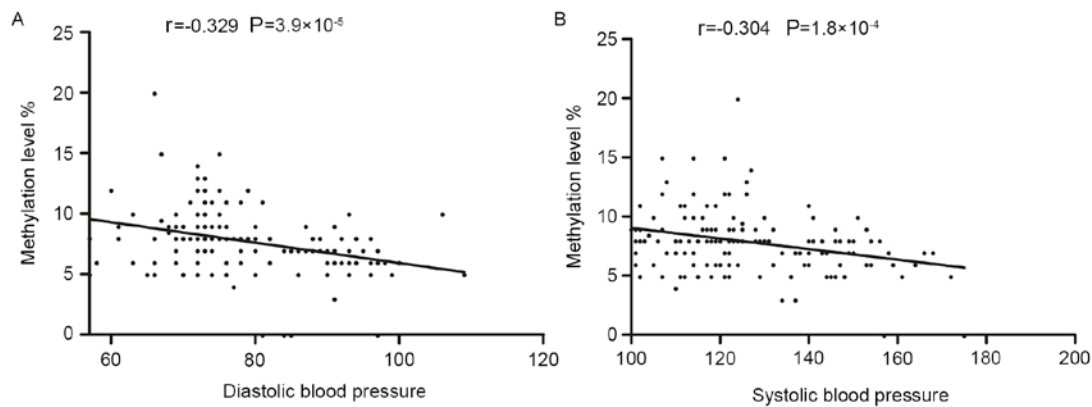 A
r=-0.329 P=3.9×10⁻⁵
Methylation level %
25
20
15
10
5
0
60 80 100 120
Diastolic blood pressure
B
r=-0.304 P=1.8×10⁻⁴
Methylation level %
25
20
15
10
5
0
100 120 140 160 180 200
Systolic blood pressure